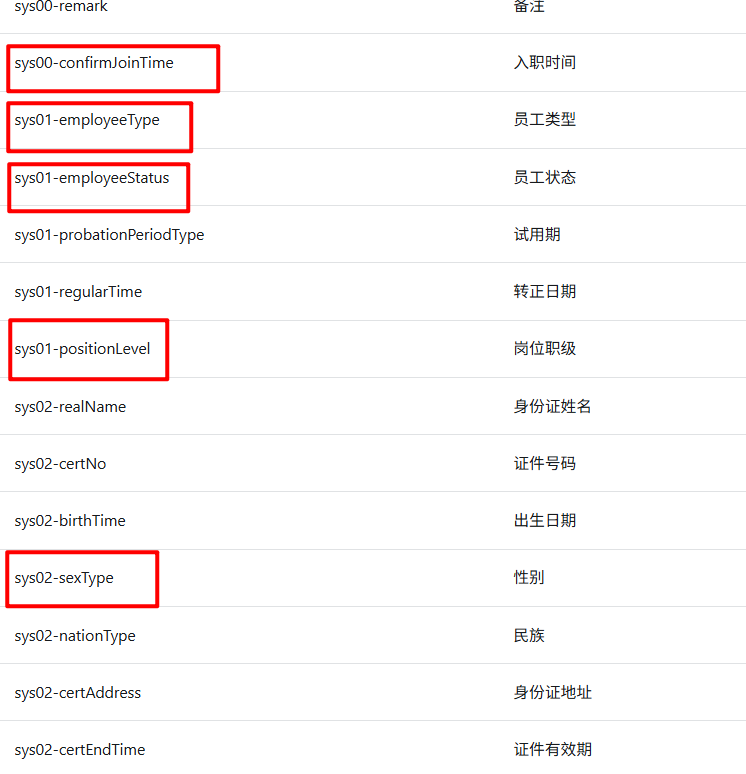 sys00-remark 备注
sys00-confirmJoinTime 入职时间
sys01-employeeType 员工类型
sys01-employeeStatus 员工状态
sys01-probationPeriodType 试用期
sys01-regularTime 转正日期
sys01-positionLevel 岗位职级
sys02-realName 身份证姓名
sys02-certNo 证件号码
sys02-birthTime 出生日期
sys02-sexType 性别
sys02-nationType 民族
sys02-certAddress 身份证地址
sys02-certEndTime 证件有效期